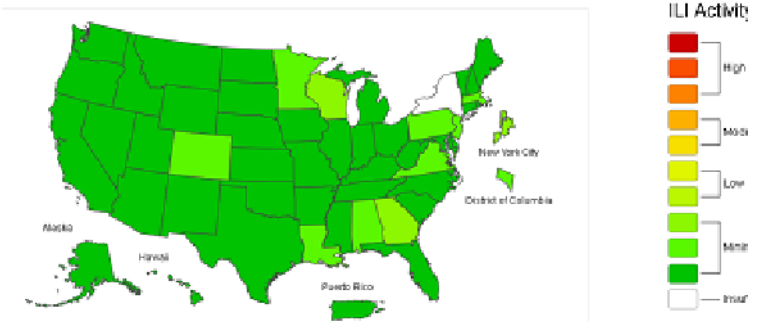 ILI Activity
High
Low
New York City
District of Columbia
Alaska
Hawaii
Puerto Rico